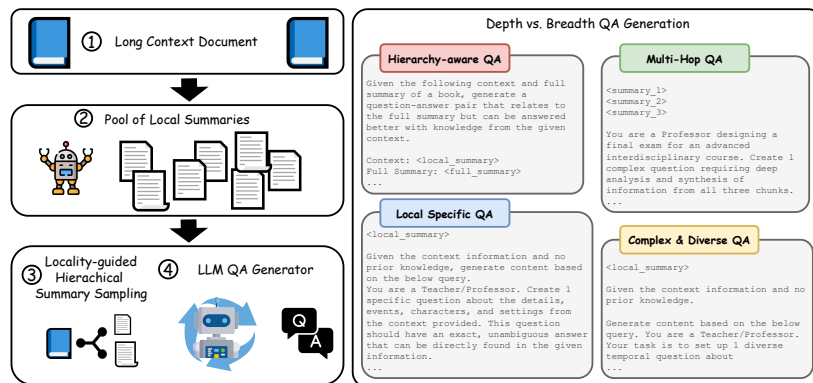 ① Long Context Document
② Pool of Local Summaries
③ Locality-guided
Hierachical
Summary Sampling
④ LLM QA Generator
Q
A
Depth vs. Breadth QA Generation
Hierarchy-aware QA
Given the following context and full
summary of a book, generate a
question-answer pair that relates to
the full summary but can be answered
better with knowledge from the given
context.
Context: <local_summary>
Full Summary: <full_summary>
...
Multi-Hop QA
<summary_1>
<summary_2>
<summary_3>
You are a Professor designing a
final exam for an advanced
interdisciplinary course. Create 1
complex question requiring deep
analysis and synthesis of
information from all three chunks.
...
Local Specific QA
<local_summary>
Given the context information and no
prior knowledge, generate content based
on the below query.
You are a Teacher/Professor. Create 1
specific question about the details,
events, characters, and settings from
the context provided. This question
should have an exact, unambiguous answer
that can be directly found in the given
information.
...
Complex & Diverse QA
<local_summary>
Given the context information and no
prior knowledge.
Generate content based on the below
query. You are a Teacher/Professor.
Your task is to set up 1 diverse
temporal question about
...